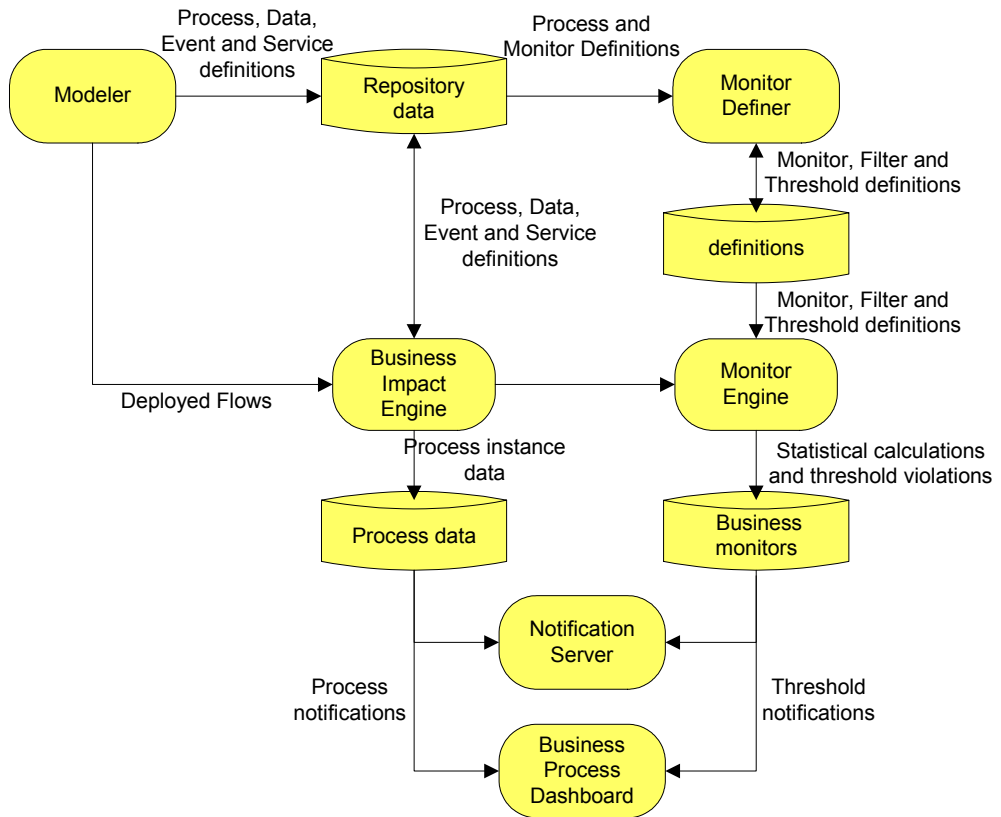 Process, Data,
Event and Service
definitions
Process and
Monitor Definitions
Modeler
Repository
data
Monitor
Definer
Monitor, Filter and
Threshold definitions
Process, Data,
Event and Service
definitions
definitions
Monitor, Filter and
Threshold definitions
Deployed Flows
Business
Impact
Engine
Monitor
Engine
Process instance
data
Statistical calculations
and threshold violations
Process data
Business
monitors
Notification
Server
Process
notifications
Threshold
notifications
Business
Process
Dashboard